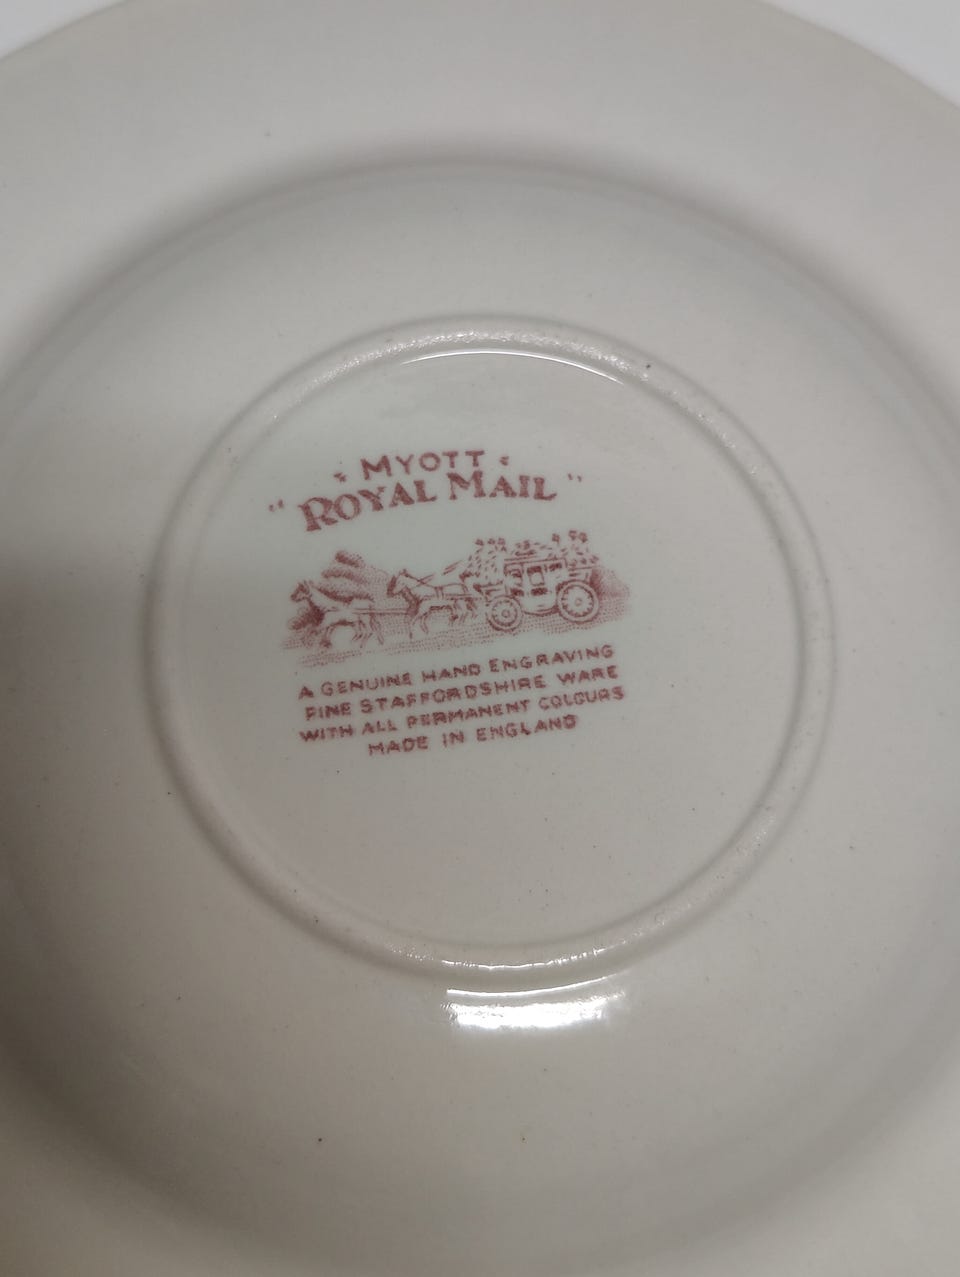 MYOTT
"ROYAL MAIL"
A GENUINE HAND ENGRAVING
FINE STAFFORDSHIRE WARE
WITH ALL PERMANENT COLOURS
MADE IN ENGLAND